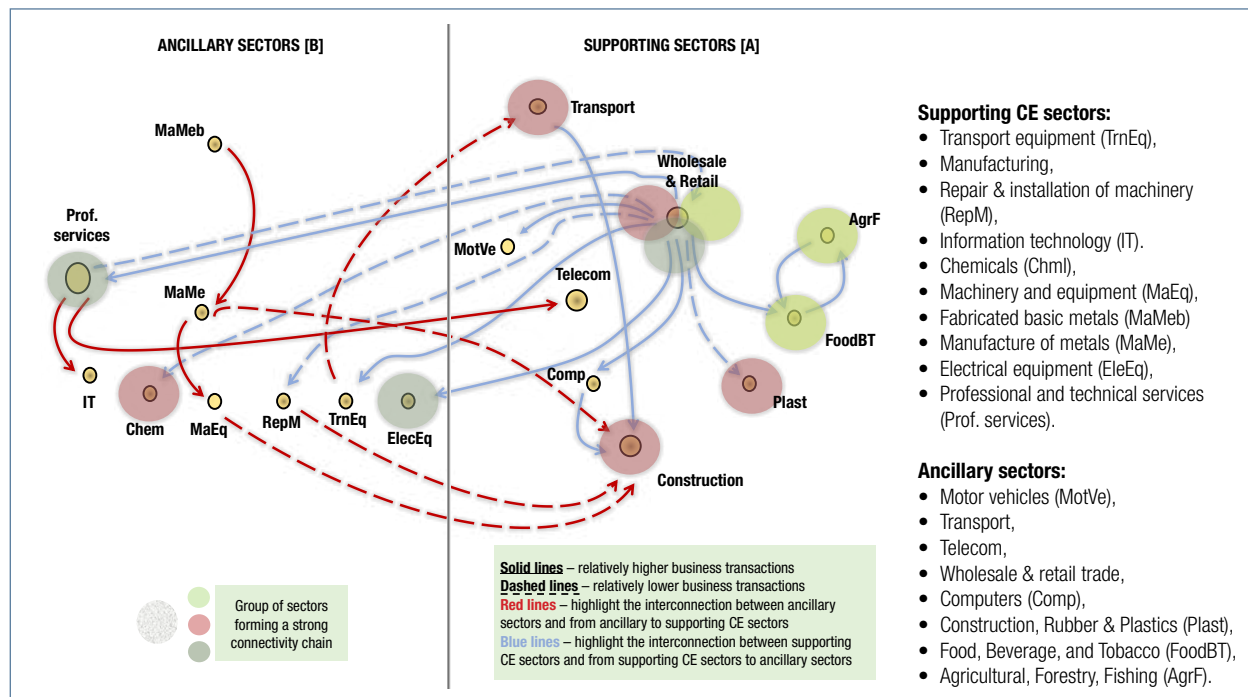 ANCILLARY SECTORS [B]
SUPPORTING SECTORS [A]
Transport
MaMeb
Wholesale
& Retail
Prof.
services
AgrF
MotVe
Telecom
MaMe
FoodBT
Comp
IT
Plast
Chem
MaEq
RepM
TrnEq
ElecEq
Construction
Group of sectors
forming a strong
connectivity chain
Solid lines – relatively higher business transactions
Dashed lines – relatively lower business transactions
Red lines – highlight the interconnection between ancillary
sectors and from ancillary to supporting CE sectors
Blue lines – highlight the interconnection between supporting
CE sectors and from supporting CE sectors to ancillary sectors
Supporting CE sectors:
• Transport equipment (TrnEq),
• Manufacturing,
• Repair & installation of machinery
(RepM),
• Information technology (IT).
• Chemicals (Chml),
• Machinery and equipment (MaEq),
• Fabricated basic metals (MaMeb)
• Manufacture of metals (MaMe),
• Electrical equipment (EleEq),
• Professional and technical services
(Prof. services).
Ancillary sectors:
• Motor vehicles (MotVe),
• Transport,
• Telecom,
• Wholesale & retail trade,
• Computers (Comp),
• Construction, Rubber & Plastics (Plast),
• Food, Beverage, and Tobacco (FoodBT),
• Agricultural, Forestry, Fishing (AgrF).